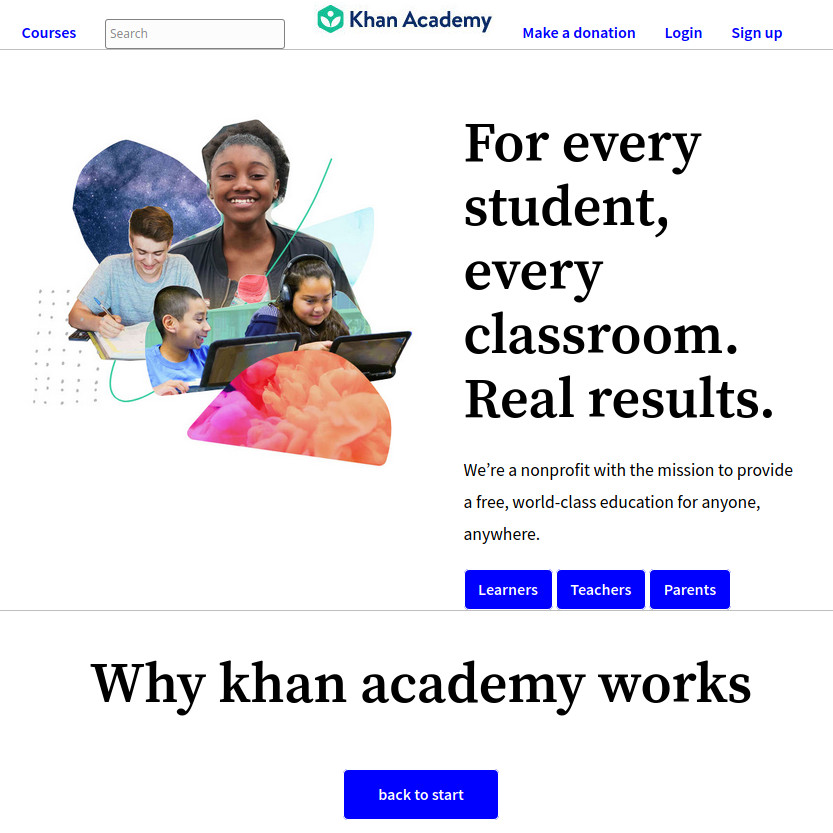 Courses
Search
Khan Academy
Make a donation
Login
Sign up
For every
student,
every
classroom.
Real results.
We’re a nonprofit with the mission to provide
a free, world-class education for anyone,
anywhere.
Learners
Teachers
Parents
Why khan academy works
back to start